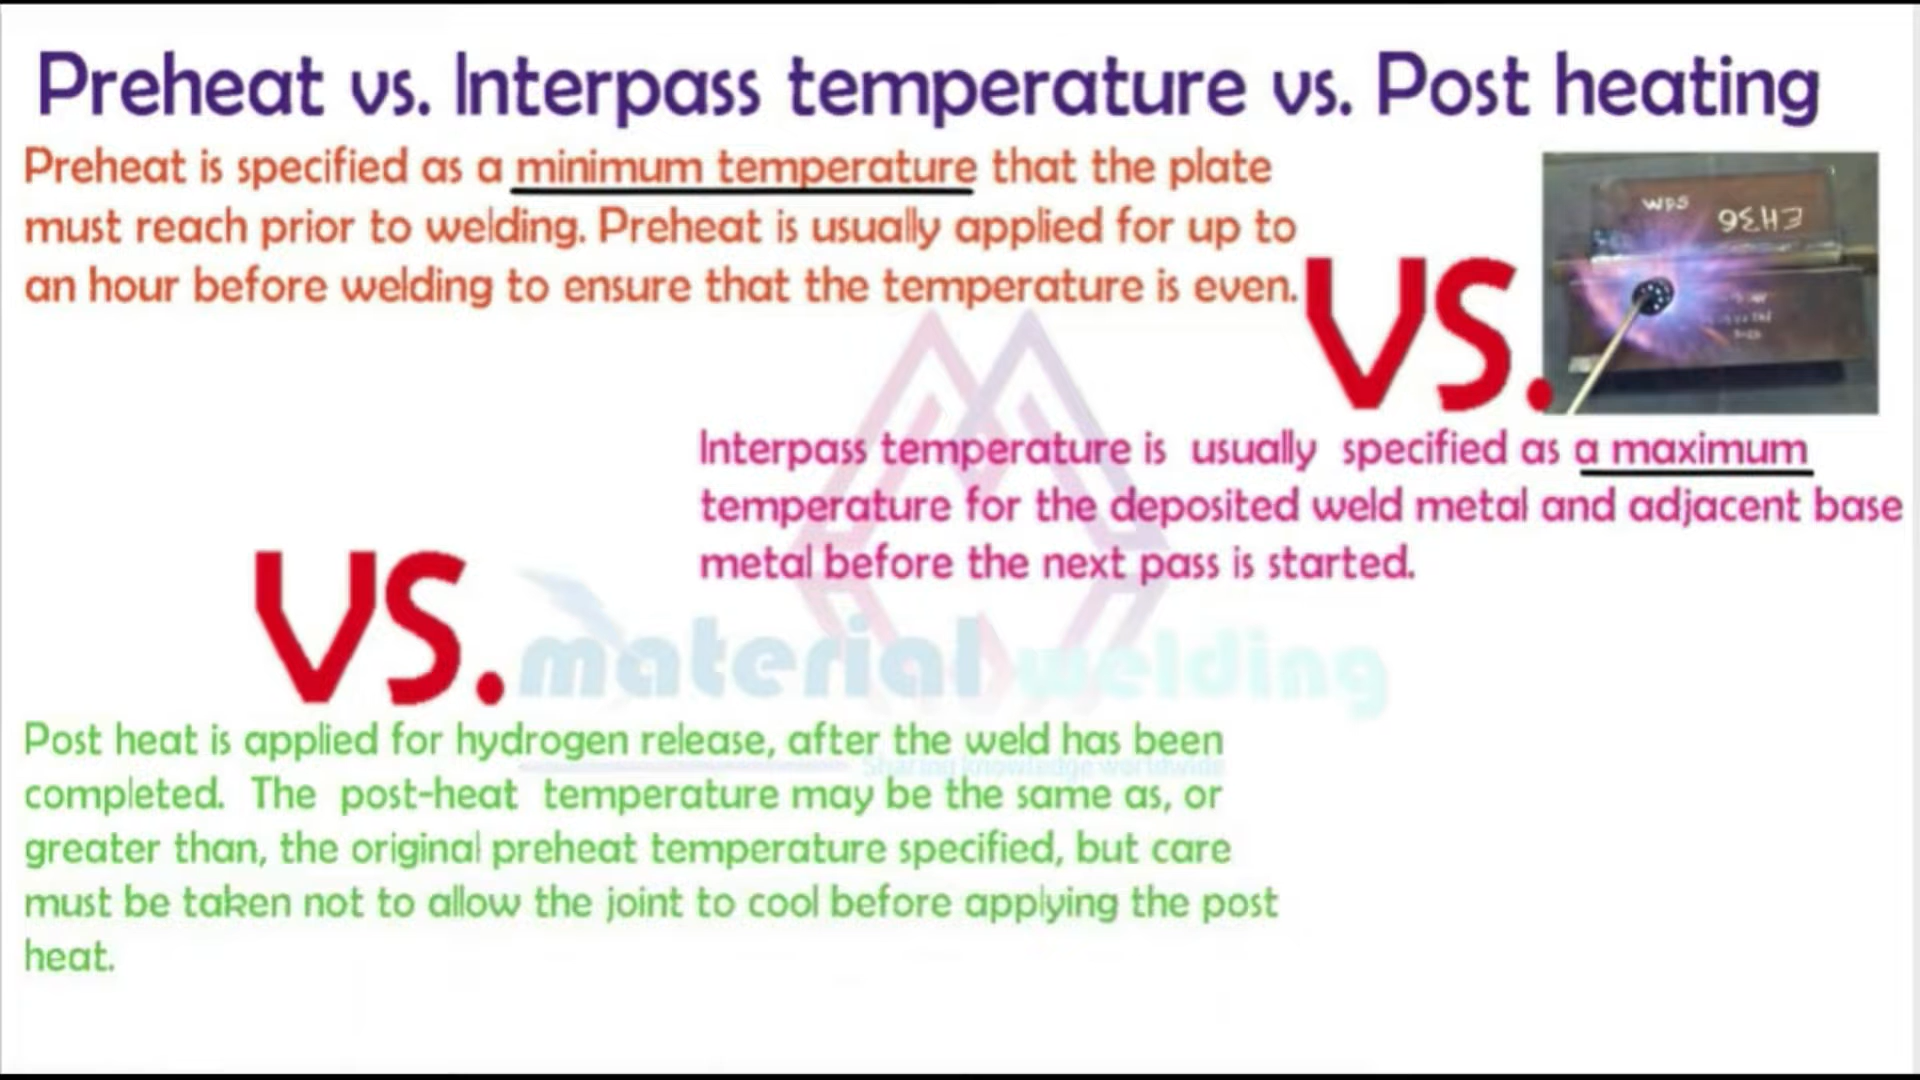 Preheat vs. Interpass temperature vs. Post heating
Preheat is specified as a minimum temperature that the plate
must reach prior to welding. Preheat is usually applied for up to
an hour before welding to ensure that the temperature is even.
WPS
EH36
VS.
Interpass temperature is usually specified as a maximum
temperature for the deposited weld metal and adjacent base
metal before the next pass is started.
VS.
material welding
Sharing knowledge worldwide
Post heat is applied for hydrogen release, after the weld has been
completed. The post-heat temperature may be the same as, or
greater than, the original preheat temperature specified, but care
must be taken not to allow the joint to cool before applying the post
heat.